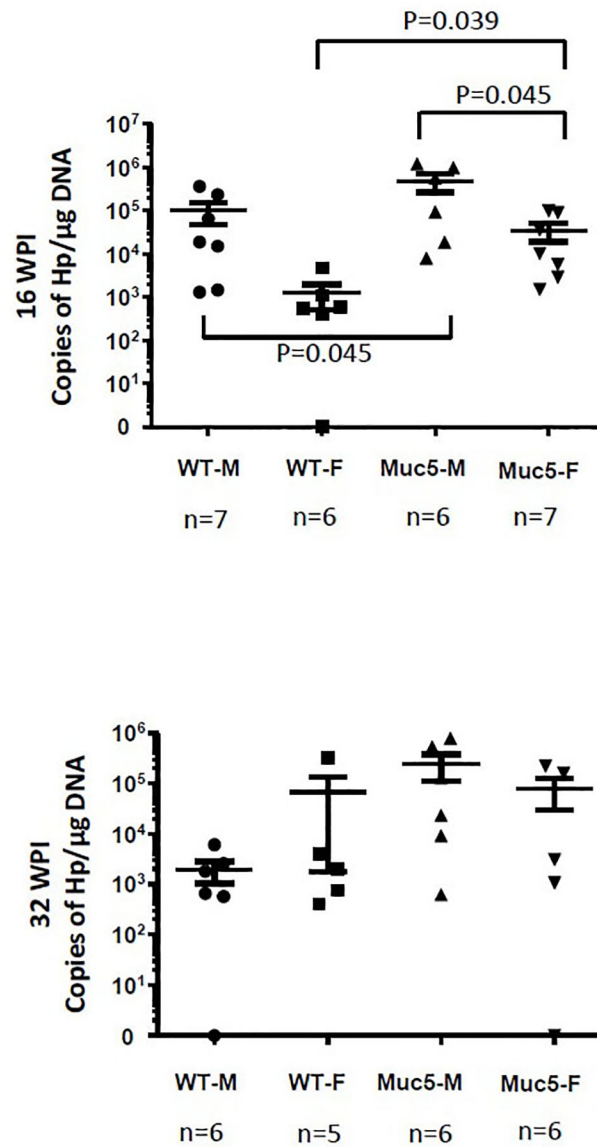 P=0.039
P=0.045
16 WPI
Copies of Hp/µg DNA
10⁷
10⁶
10⁵
10⁴
10³
10²
10¹
0
P=0.045
WT-M WT-F Muc5-M Muc5-F
n=7 n=6 n=6 n=7
32 WPI
Copies of Hp/µg DNA
10⁶
10⁵
10⁴
10³
10²
10¹
0
WT-M WT-F Muc5-M Muc5-F
n=6 n=5 n=6 n=6